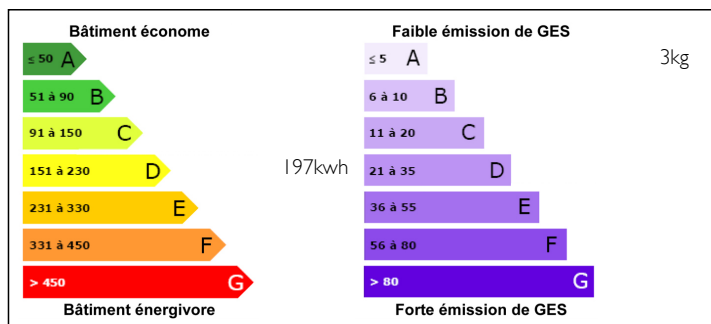 Bâtiment économe
≤ 50 A
51 à 90 B
91 à 150 C
151 à 230 D
197kwh
231 à 330 E
331 à 450 F
> 450 G
Bâtiment énergivore
Faible émission de GES
≤ 5 A
3kg
6 à 10 B
11 à 20 C
21 à 35 D
36 à 55 E
56 à 80 F
> 80 G
Forte émission de GES